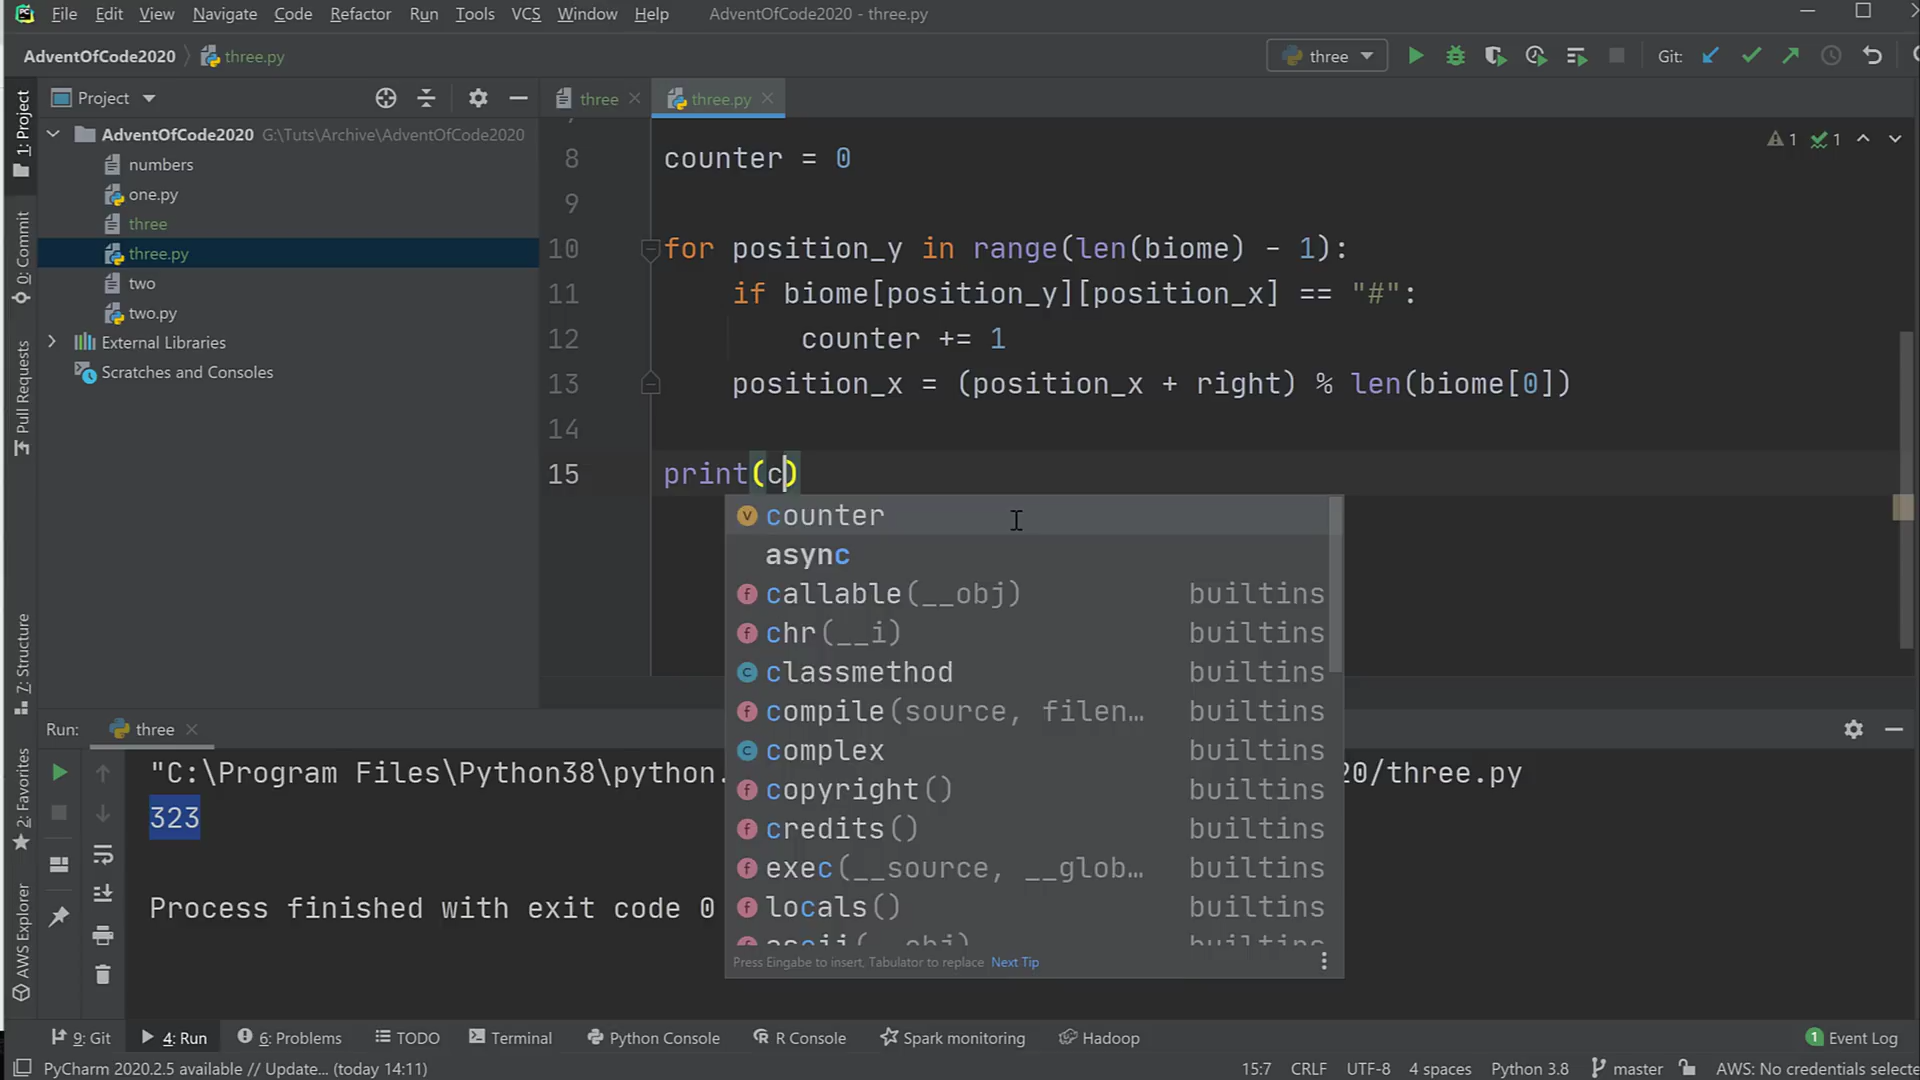 File Edit View Navigate Code Refactor Run Tools VCS Window Help AdventOfCode2020 - three.py
AdventOfCode2020 three.py three Git:
1: Project
0: Commit
Pull Requests
7: Structure
2: Favorites
AWS Explorer
Project
AdventOfCode2020 G:\Tuts\Archive\AdventOfCode2020
numbers
one.py
three
three.py
two
two.py
External Libraries
Scratches and Consoles
three three.py
1 1
8 counter = 0
9
10 for position_y in range(len(biome) - 1):
11 if biome[position_y][position_x] == "#":
12 counter += 1
13 position_x = (position_x + right) % len(biome[0])
14
15 print(c)
counter
async
callable(__obj) builtins
chr(__i) builtins
classmethod builtins
compile(source, filen… builtins
complex builtins
copyright() builtins
credits() builtins
exec(__source, __glob… builtins
locals() builtins
ascii(__obj) builtins
Press Eingabe to insert, Tabulator to replace Next Tip
Run: three
"C:\Program Files\Python38\python. 20/three.py
323
Process finished with exit code 0
9: Git 4: Run 6: Problems TODO Terminal Python Console R Console Spark monitoring Hadoop 1 Event Log
PyCharm 2020.2.5 available // Update... (today 14:11) 15:7 CRLF UTF-8 4 spaces Python 3.8 master AWS: No credentials selecte